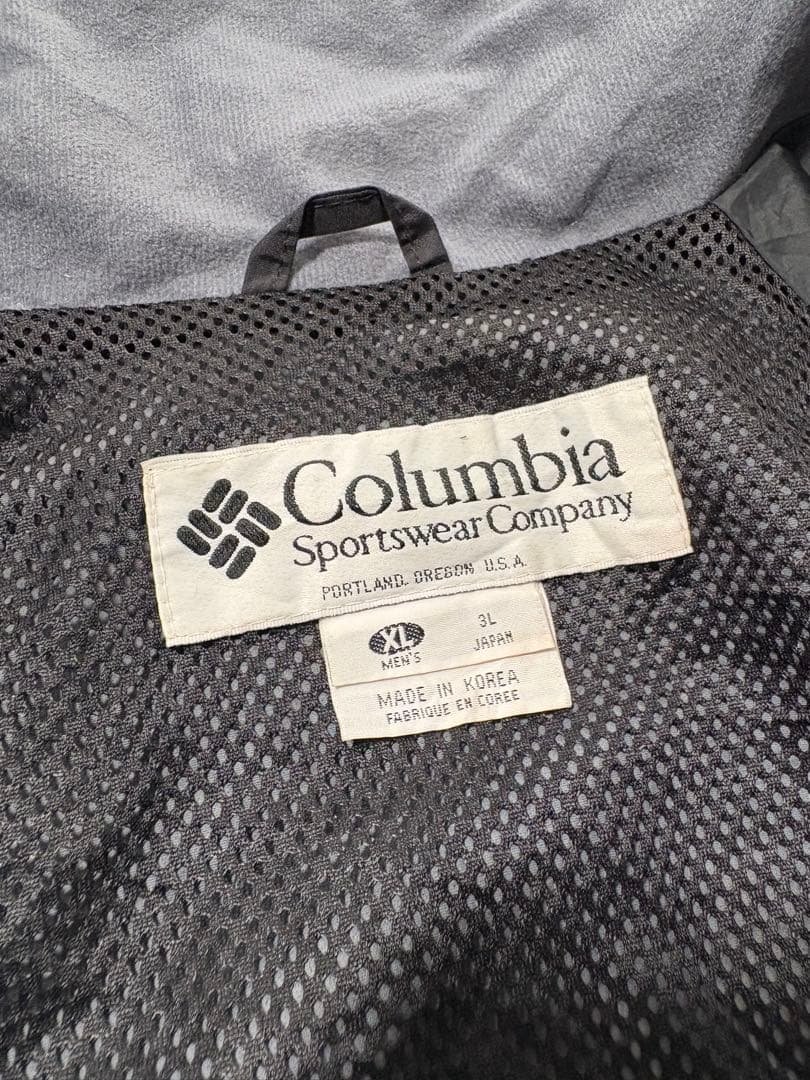 Columbia
Sportswear Company
PORTLAND, OREGON U.S.A.
XL 3L
MEN'S JAPAN
MADE IN KOREA
FABRIQUE EN COREE